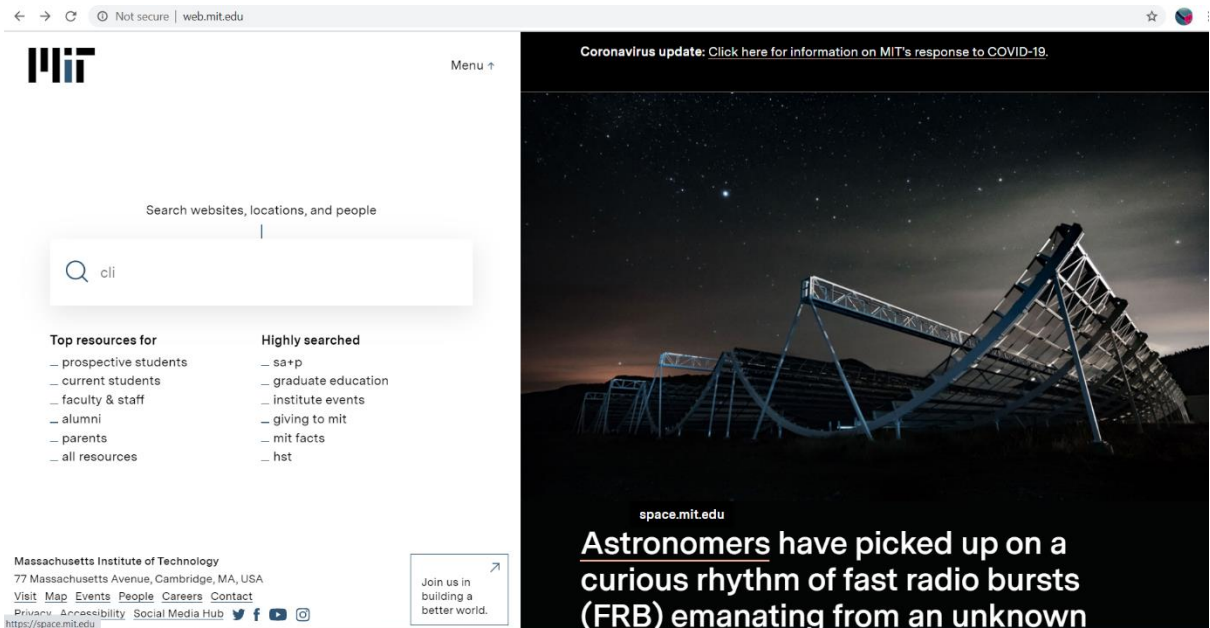 Not secure | web.mit.edu
MIT
Menu ↑
Search websites, locations, and people
cli
Top resources for
prospective students
current students
faculty & staff
alumni
parents
all resources
Highly searched
sa+p
graduate education
institute events
giving to mit
mit facts
hst
Massachusetts Institute of Technology
77 Massachusetts Avenue, Cambridge, MA, USA
Visit Map Events People Careers Contact
Privacy Accessibility Social Media Hub
https://space.mit.edu
Join us in
building a
better world.
Coronavirus update: Click here for information on MIT's response to COVID-19.
space.mit.edu
Astronomers have picked up on a
curious rhythm of fast radio bursts
(FRB) emanating from an unknown